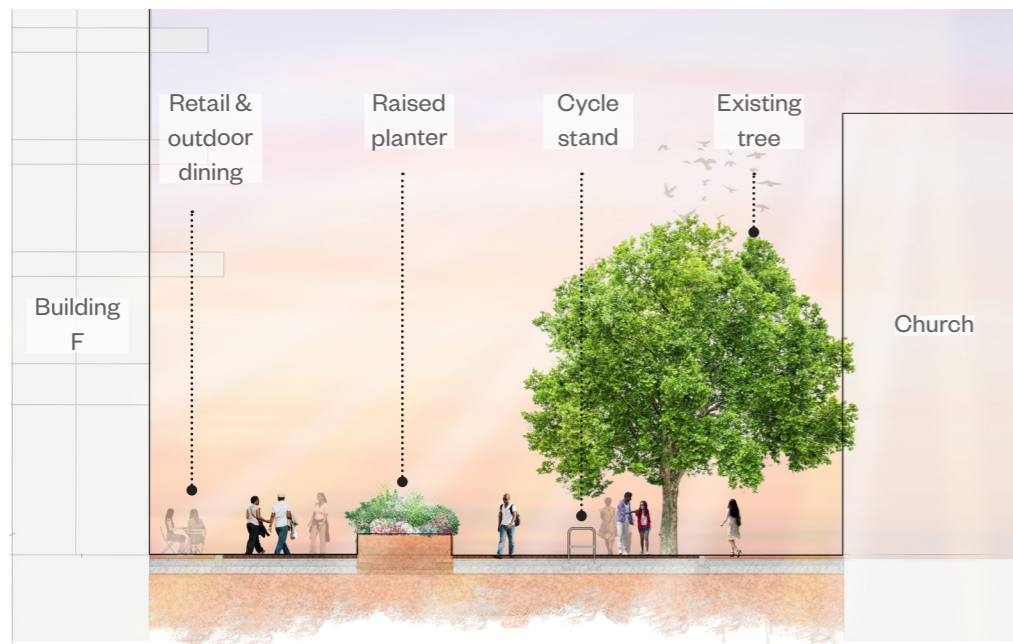 Retail &
outdoor
dining
Raised
planter
Cycle
stand
Existing
tree
Building
F
Church